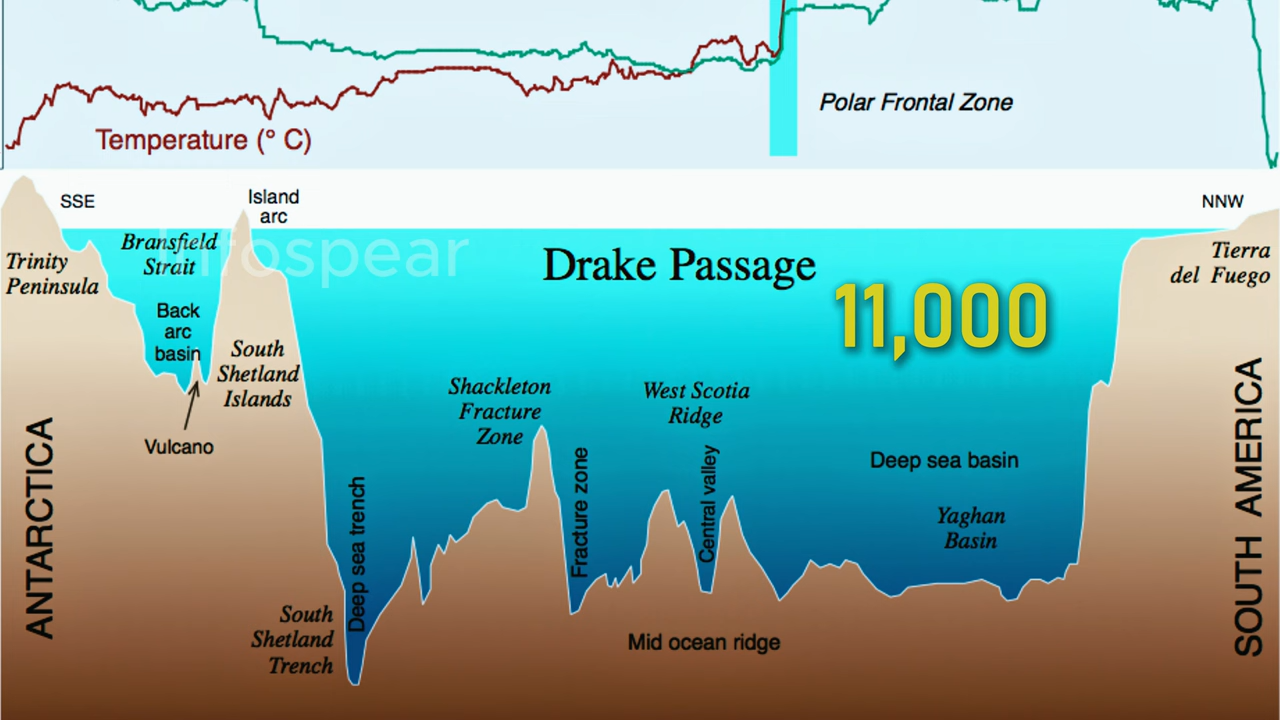 Polar Frontal Zone
Temperature (° C)
SSE
Island
arc
NNW
Infospear
Bransfield
Strait
Trinity
Peninsula
Drake Passage
Tierra
del Fuego
11,000
Back
arc
basin
South
Shetland
Islands
Vulcano
Shackleton
Fracture
Zone
West Scotia
Ridge
ANTARCTICA
Deep sea trench
Fracture zone
Central valley
Deep sea basin
Yaghan
Basin
SOUTH AMERICA
South
Shetland
Trench
Mid ocean ridge